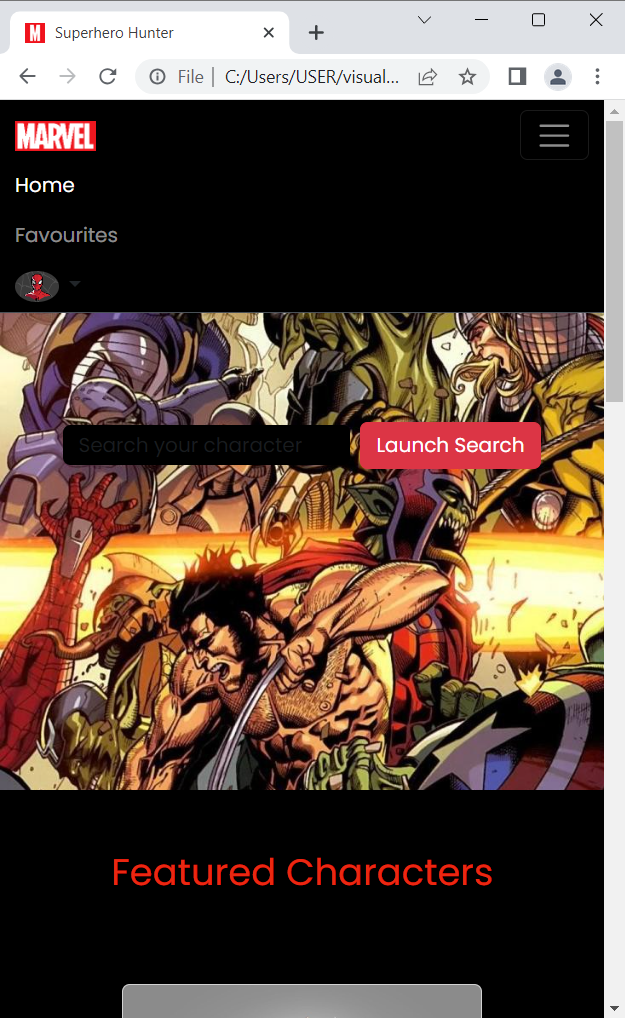 M Superhero Hunter
File C:/Users/USER/visual...
MARVEL
Home
Favourites
Search your character
Launch Search
Featured Characters